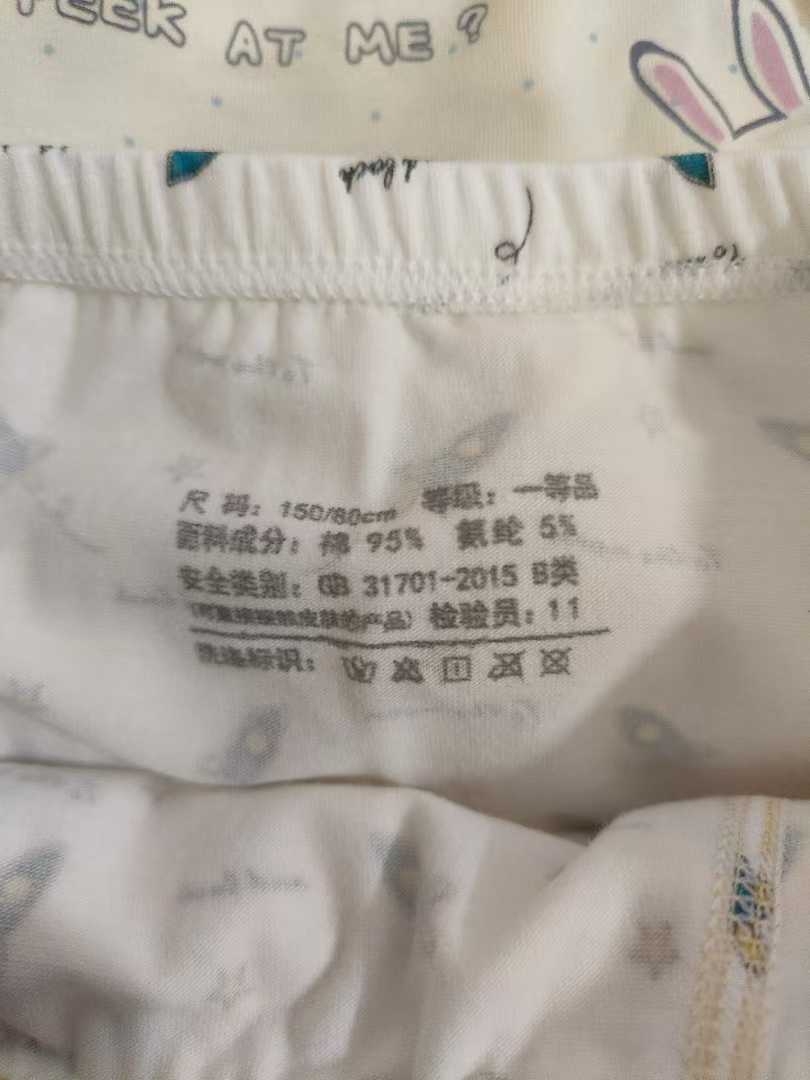 PEEK AT ME?
d back
尺 码：150/80cm 等级：一等品
面料成分：棉 95% 氨纶 5%
安全类别：GB 31701-2015 B类
(可直接接触皮肤的产品) 检验员：11
洗涤标识：